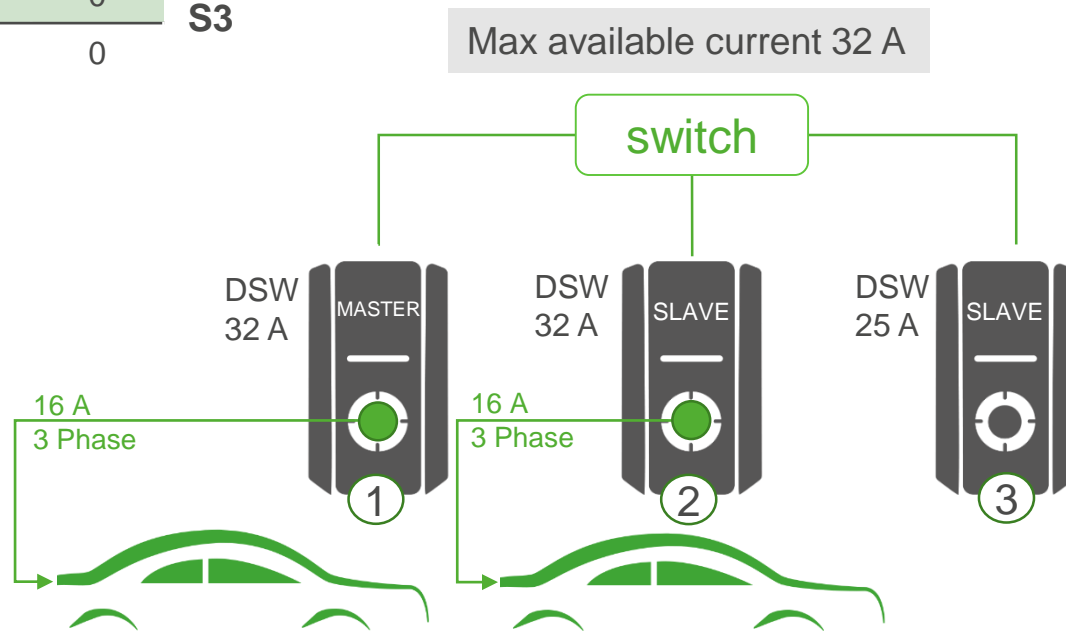 0
S3
0
Max available current 32 A
switch
DSW
32 A
MASTER
DSW
32 A
SLAVE
DSW
25 A
SLAVE
16 A
3 Phase
16 A
3 Phase
1
2
3